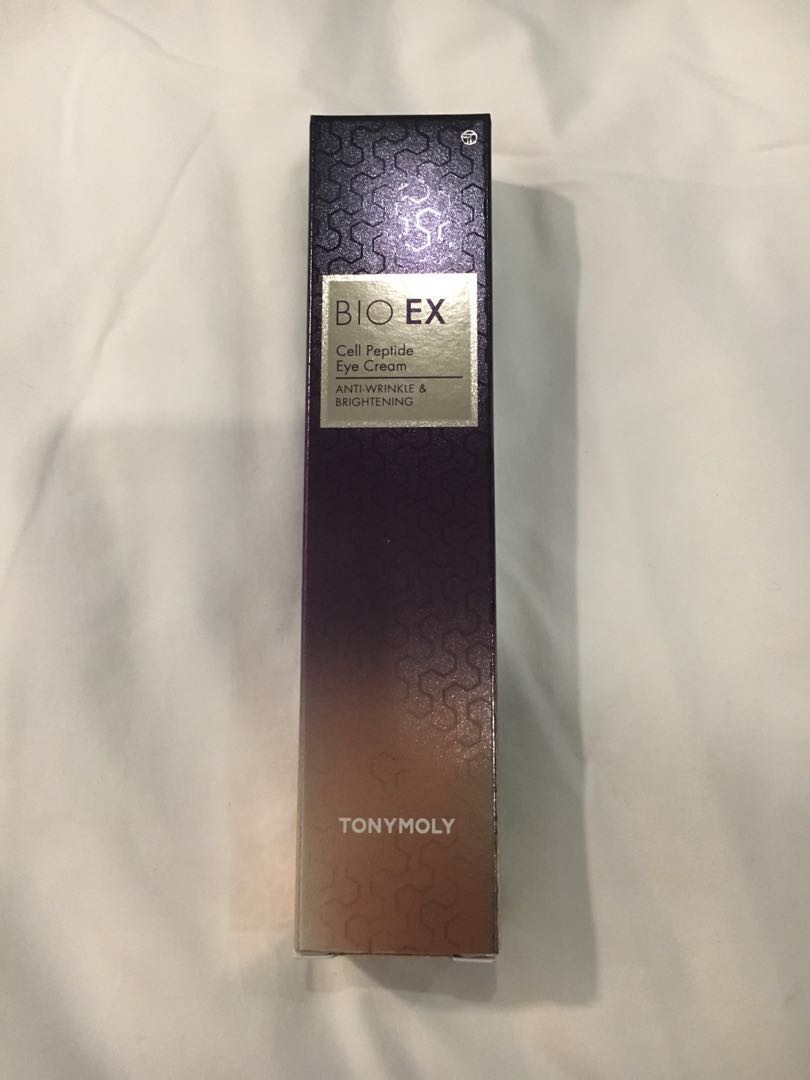 BIO EX
Cell Peptide
Eye Cream
ANTI-WRINKLE &
BRIGHTENING
TONYMOLY